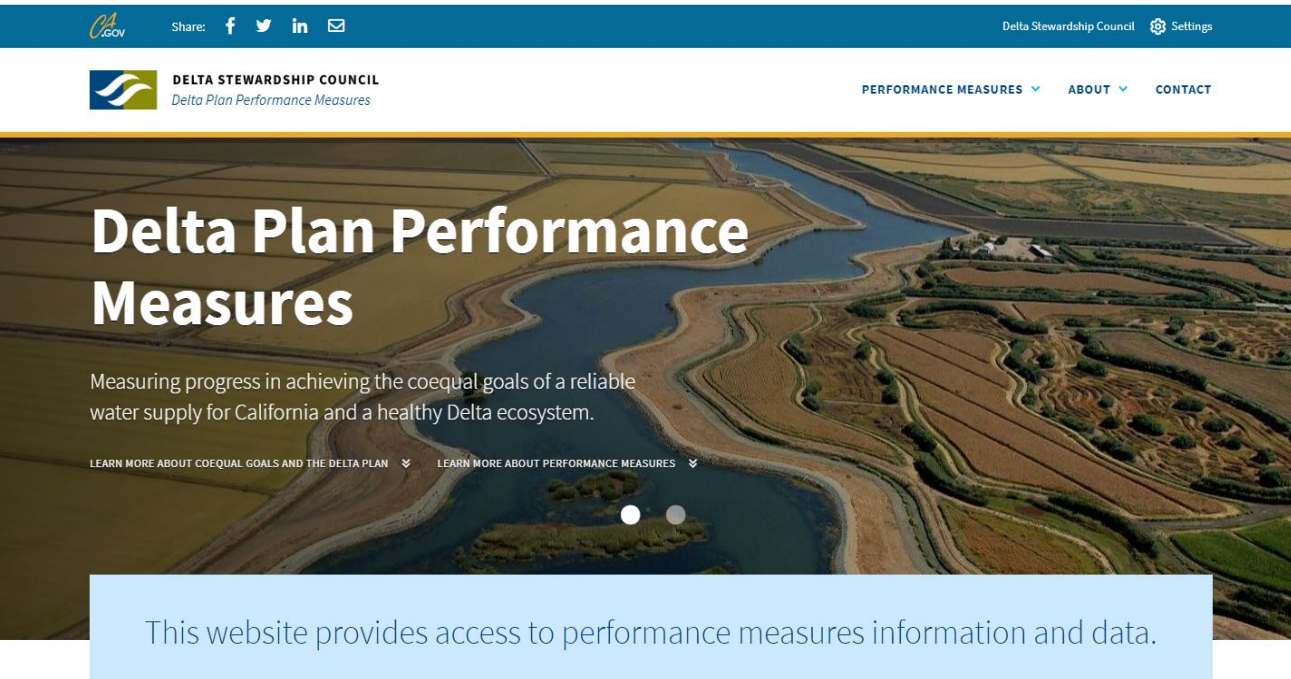 CA.GOV
Share:
Delta Stewardship Council
Settings
DELTA STEWARDSHIP COUNCIL
Delta Plan Performance Measures
PERFORMANCE MEASURES
ABOUT
CONTACT
Delta Plan Performance
Measures
Measuring progress in achieving the coequal goals of a reliable
water supply for California and a healthy Delta ecosystem.
LEARN MORE ABOUT COEQUAL GOALS AND THE DELTA PLAN
LEARN MORE ABOUT PERFORMANCE MEASURES
This website provides access to performance measures information and data.